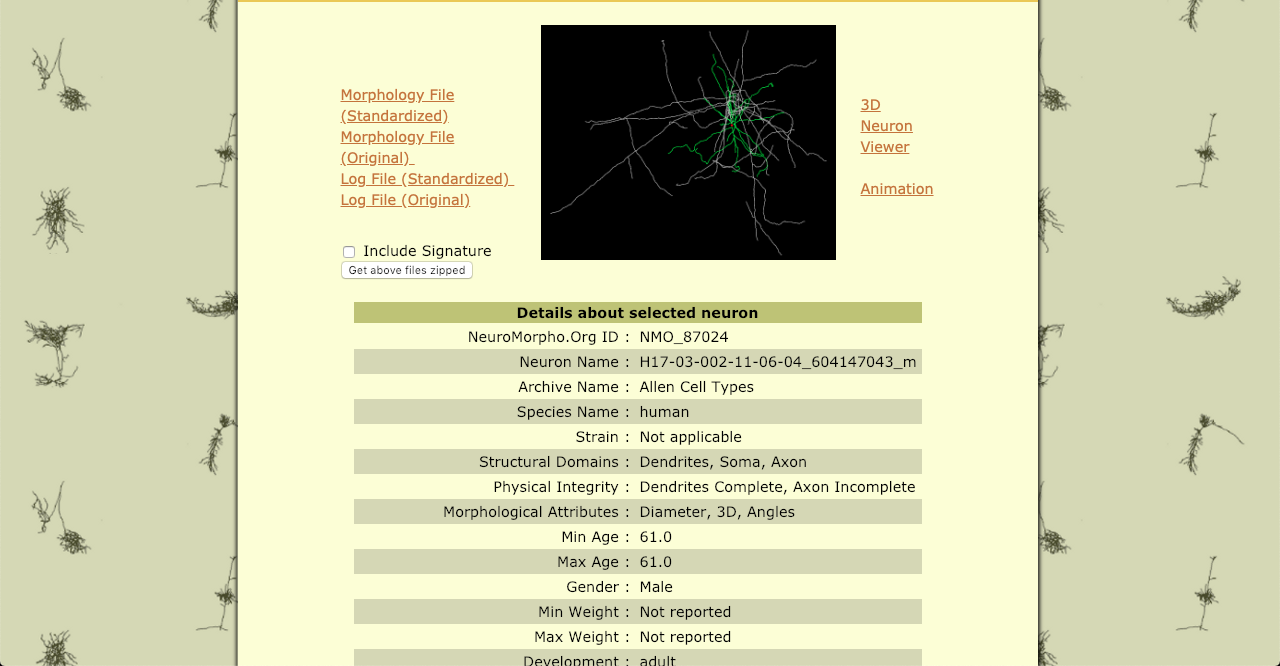 Morphology File
(Standardized)
Morphology File
(Original)
Log File (Standardized)
Log File (Original)
Include Signature
Get above files zipped
3D
Neuron
Viewer
Animation
Details about selected neuron
NeuroMorpho.Org ID : NMO_87024
Neuron Name : H17-03-002-11-06-04_604147043_m
Archive Name : Allen Cell Types
Species Name : human
Strain : Not applicable
Structural Domains : Dendrites, Soma, Axon
Physical Integrity : Dendrites Complete, Axon Incomplete
Morphological Attributes : Diameter, 3D, Angles
Min Age : 61.0
Max Age : 61.0
Gender : Male
Min Weight : Not reported
Max Weight : Not reported
Development : adult